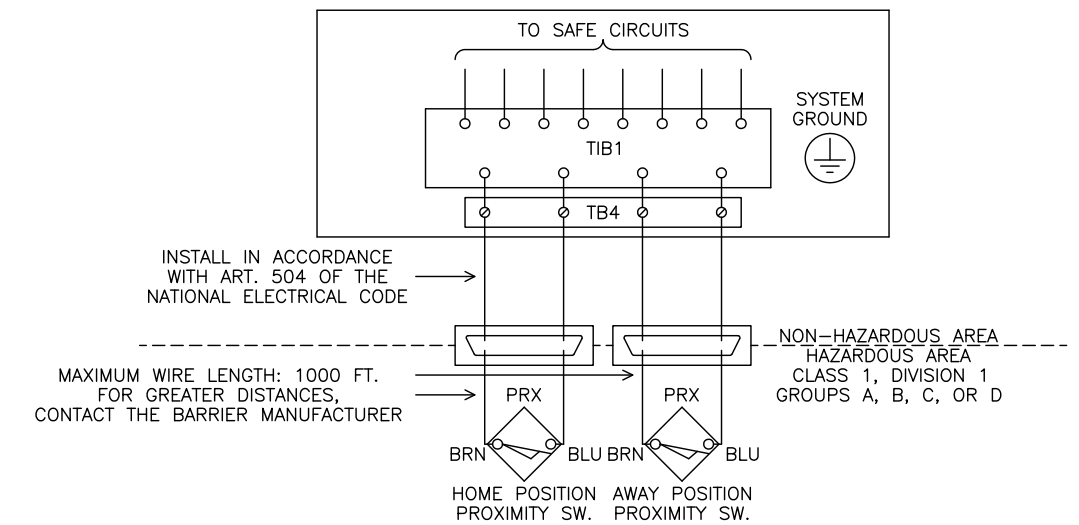 TO SAFE CIRCUITS
SYSTEM
GROUND
TIB1
TB4
INSTALL IN ACCORDANCE
WITH ART. 504 OF THE
NATIONAL ELECTRICAL CODE
NON-HAZARDOUS AREA
HAZARDOUS AREA
CLASS 1, DIVISION 1
GROUPS A, B, C, OR D
MAXIMUM WIRE LENGTH: 1000 FT.
FOR GREATER DISTANCES,
CONTACT THE BARRIER MANUFACTURER
PRX
PRX
BRN
BLU
BRN
BLU
HOME POSITION
PROXIMITY SW.
AWAY POSITION
PROXIMITY SW.